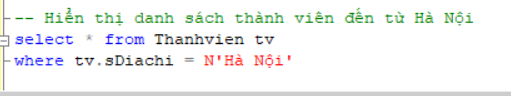 -- Hiển thị danh sách thành viên đến từ Hà Nội
select * from Thanhvien tv
where tv.sDiachi = N'Hà Nội'